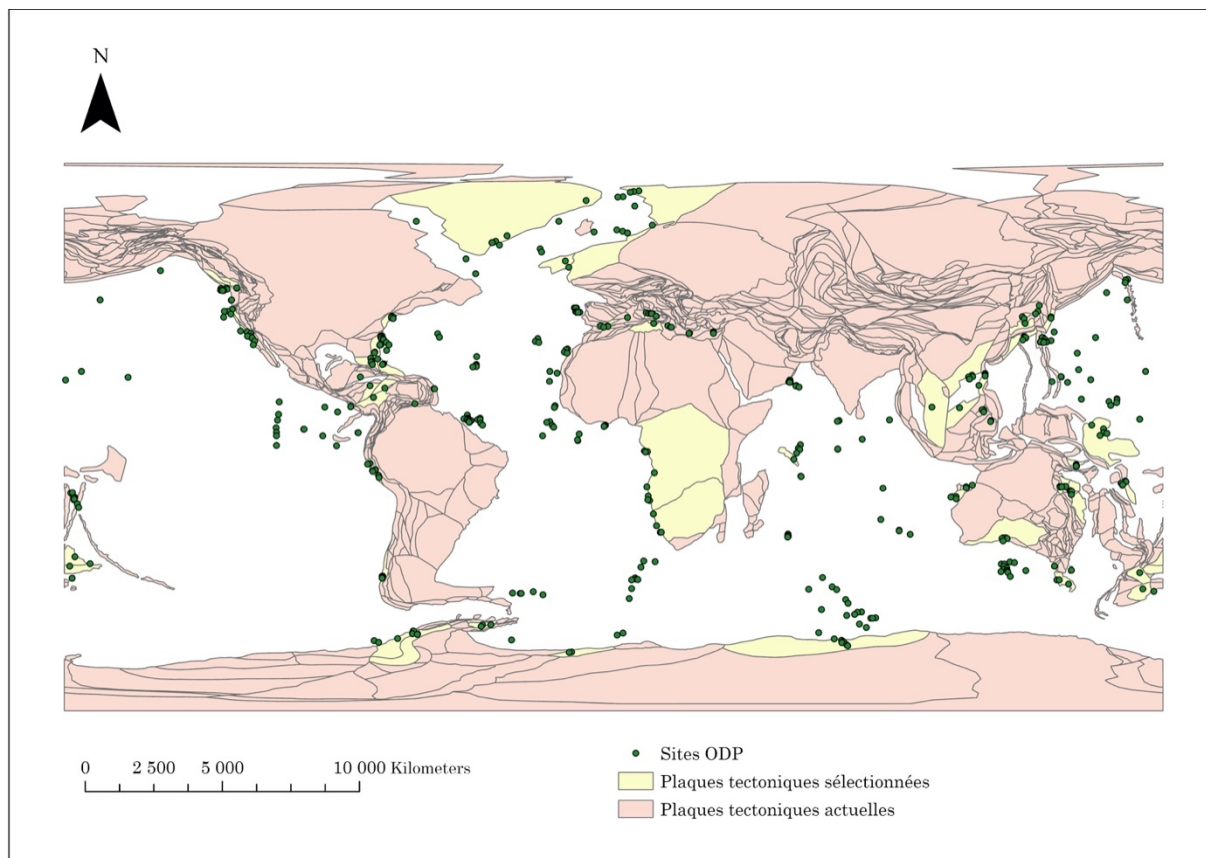 N
0 2 500 5 000 10 000 Kilometers
Sites ODP
Plaques tectoniques sélectionnées
Plaques tectoniques actuelles